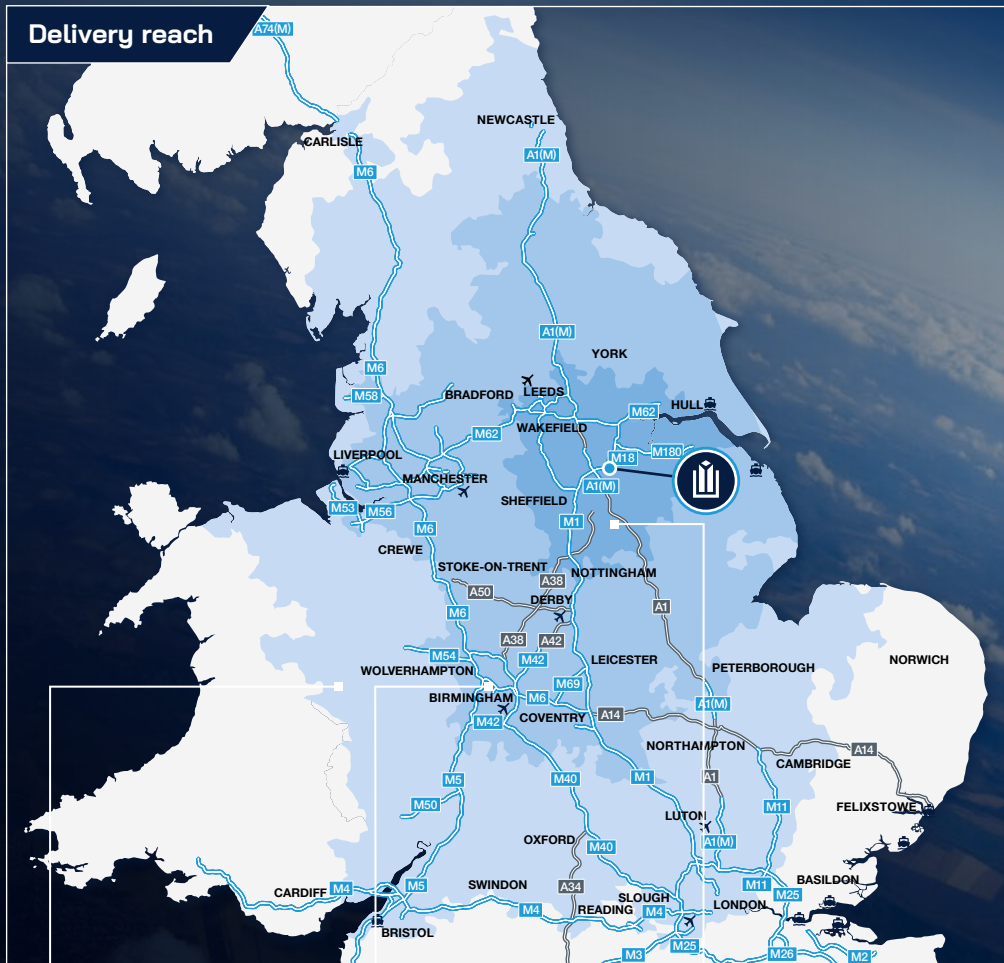 Delivery reach
A74(M)
NEWCASTLE
CARLISLE
A1(M)
M6
A1(M)
YORK
M6
LEEDS
BRADFORD
M58
HULL
M62
WAKEFIELD
M62
M180
LIVERPOOL
M18
MANCHESTER
A1(M)
SHEFFIELD
M53
M56
M1
M6
CREWE
STOKE-ON-TRENT
NOTTINGHAM
A38
A50
DERBY
A1
M6
A38
A42
M54
M42
LEICESTER
NORWICH
PETERBOROUGH
WOLVERHAMPTON
M69
BIRMINGHAM
M6
A1(M)
A14
COVENTRY
M42
NORTHAMPTON
A14
CAMBRIDGE
M5
M40
M1
A1
M50
M11
FELIXSTOWE
LUTON
OXFORD
A1(M)
M40
BASILDON
SWINDON
M5
A34
M11
CARDIFF
M4
M25
SLOUGH
LONDON
READING
M4
M4
BRISTOL
M25
M3
M26
M2